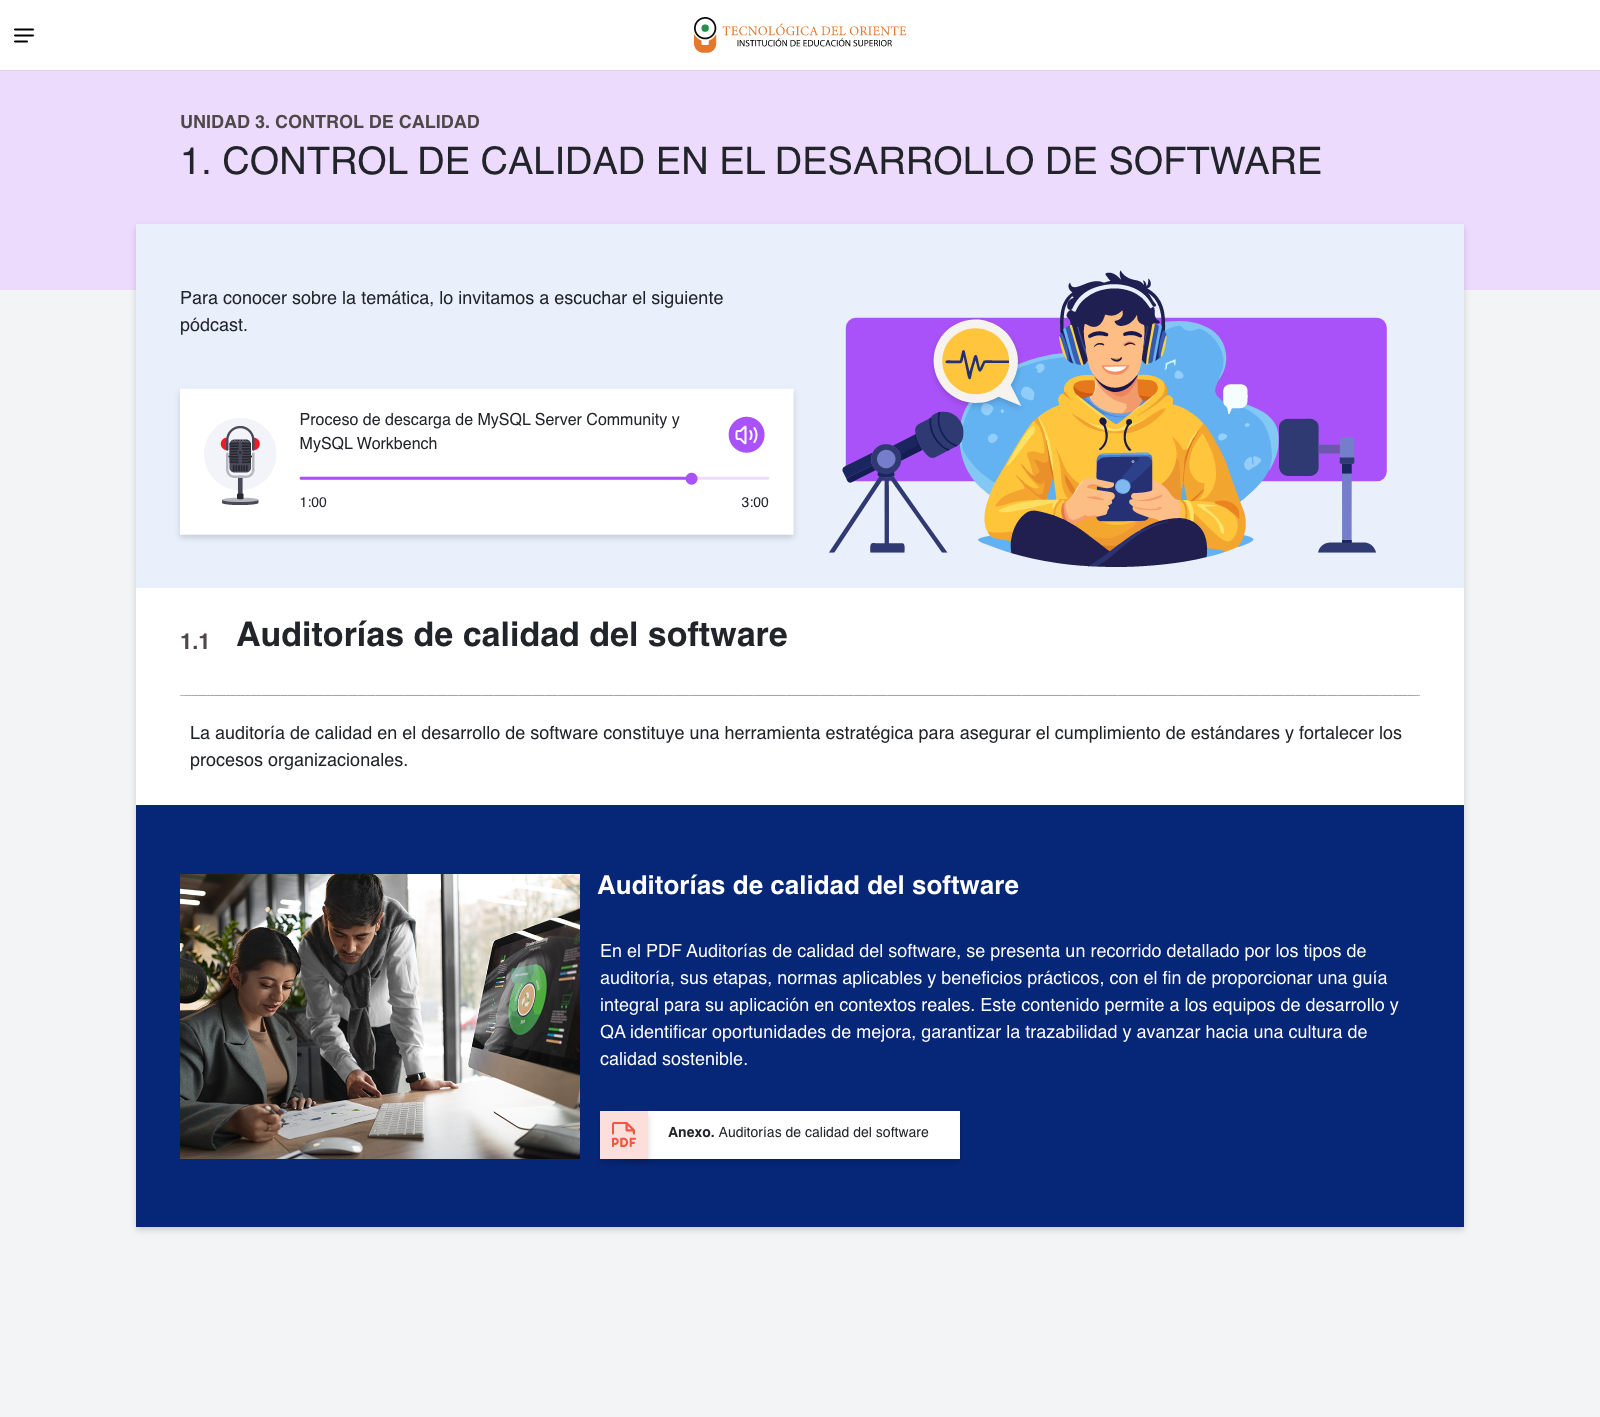 TECNOLÓGICA DEL ORIENTE
INSTITUCIÓN DE EDUCACIÓN SUPERIOR
UNIDAD 3. CONTROL DE CALIDAD
1. CONTROL DE CALIDAD EN EL DESARROLLO DE SOFTWARE
Para conocer sobre la temática, lo invitamos a escuchar el siguiente
pódcast.
Proceso de descarga de MySQL Server Community y
MySQL Workbench
1:00
3:00
1.1 Auditorías de calidad del software
La auditoría de calidad en el desarrollo de software constituye una herramienta estratégica para asegurar el cumplimiento de estándares y fortalecer los
procesos organizacionales.
Auditorías de calidad del software
En el PDF Auditorías de calidad del software, se presenta un recorrido detallado por los tipos de
auditoría, sus etapas, normas aplicables y beneficios prácticos, con el fin de proporcionar una guía
integral para su aplicación en contextos reales. Este contenido permite a los equipos de desarrollo y
QA identificar oportunidades de mejora, garantizar la trazabilidad y avanzar hacia una cultura de
calidad sostenible.
PDF
Anexo. Auditorías de calidad del software